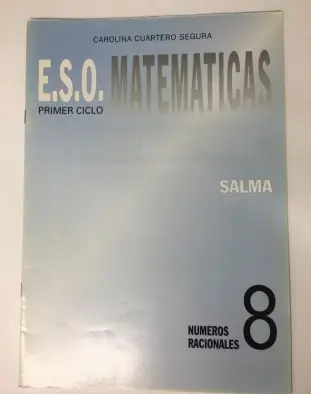 CAROLINA CUARTERO SEGURA
E.S.O. MATEMATICAS
PRIMER CICLO
SALMA
NUMEROS
RACIONALES 8